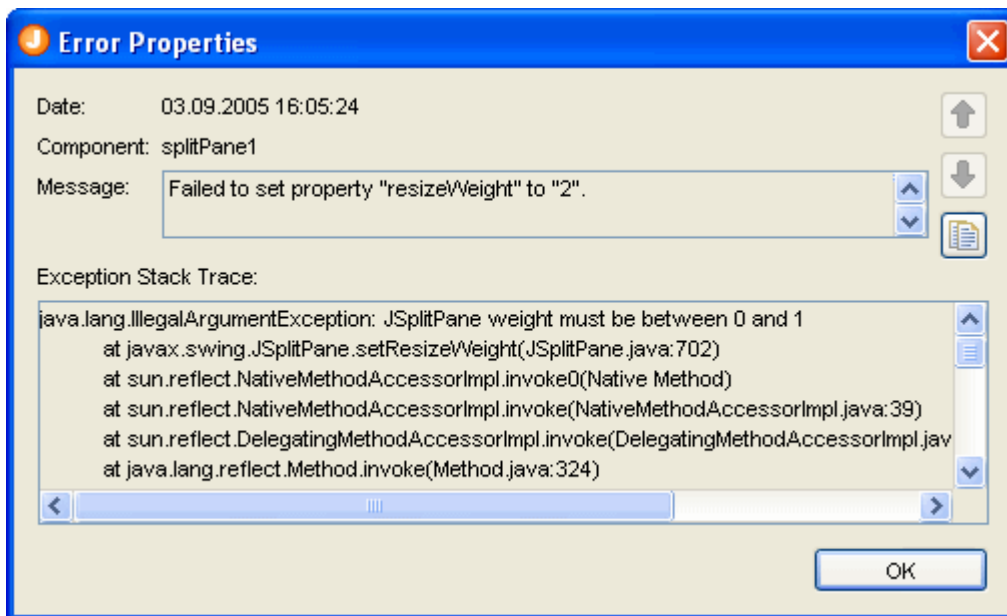 Error Properties
Date: 03.09.2005 16:05:24
Component: splitPane1
Message: Failed to set property "resizeWeight" to "2".
Exception Stack Trace:
java.lang.IllegalArgumentException: JSplitPane weight must be between 0 and 1
at javax.swing.JSplitPane.setResizeWeight(JSplitPane.java:702)
at sun.reflect.NativeMethodAccessorImpl.invoke0(Native Method)
at sun.reflect.NativeMethodAccessorImpl.invoke(NativeMethodAccessorImpl.java:39)
at sun.reflect.DelegatingMethodAccessorImpl.invoke(DelegatingMethodAccessorImpl.jav
at java.lang.reflect.Method.invoke(Method.java:324)
OK